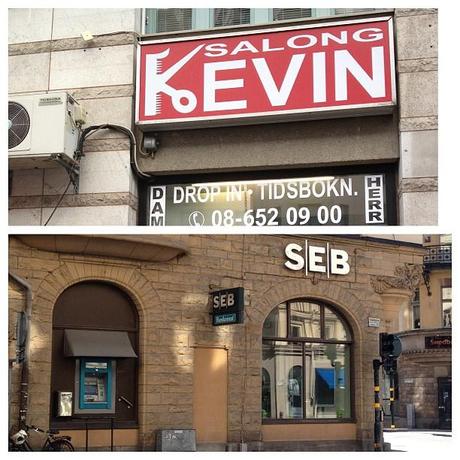 SALONG
KEVIN
DROP IN • TIDSBOKN.
DAM
HERR
08-652 09 00
SEB
SEB